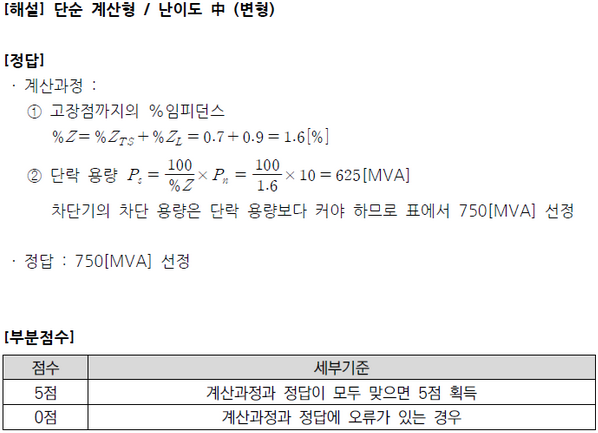 [해설] 단순 계산형 / 난이도 中 (변형)
[정답]
· 계산과정 :
① 고장점까지의 %임피던스
%Z = %Z_{TS} + %Z_L = 0.7 + 0.9 = 1.6[%]
② 단락 용량 P_s = \frac{100}{%Z} × P_n = \frac{100}{1.6} × 10 = 625[MVA]
차단기의 차단 용량은 단락 용량보다 커야 하므로 표에서 750[MVA] 선정
· 정답 : 750[MVA] 선정
[부분점수]
점수 세부기준
5점 계산과정과 정답이 모두 맞으면 5점 획득
0점 계산과정과 정답에 오류가 있는 경우